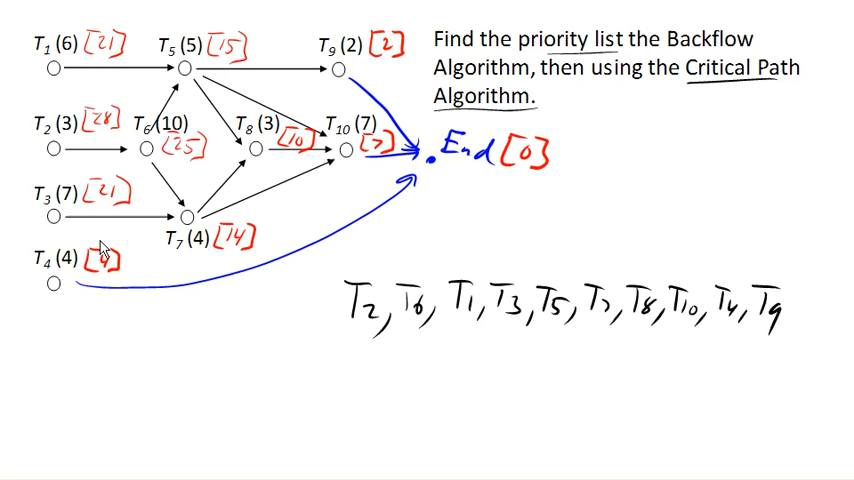 T1 (6) [21] T5 (5) [15] T9 (2) [2]
Find the priority list the Backflow
Algorithm, then using the Critical Path
Algorithm.
T2 (3) [28] T6 (10) [25] T8 (3) [10] T10 (7) [7]
End [0]
T3 (7) [21]
T7 (4) [14]
T4 (4) [4]
T2, T6, T1, T3, T5, T7, T8, T10, T4, T9